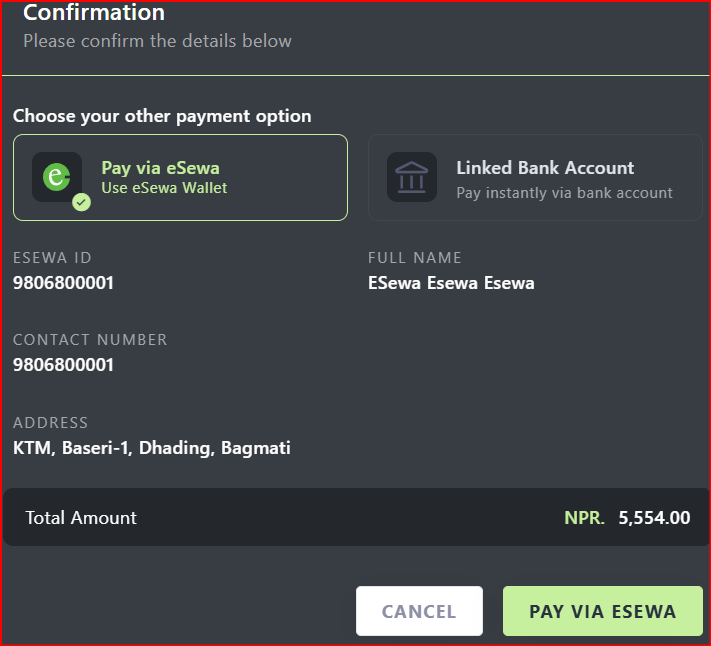 Confirmation
Please confirm the details below
Choose your other payment option
Pay via eSewa
Use eSewa Wallet
Linked Bank Account
Pay instantly via bank account
ESEWA ID
9806800001
FULL NAME
ESewa Esewa Esewa
CONTACT NUMBER
9806800001
ADDRESS
KTM, Baseri-1, Dhading, Bagmati
Total Amount NPR. 5,554.00
CANCEL PAY VIA ESEWA